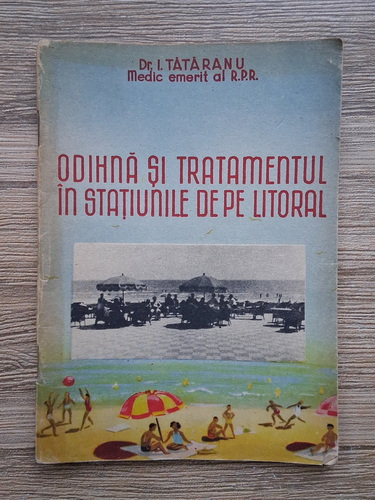 Dr. I. TĂTĂRANU
Medic emerit al R.P.R.
ODIHNĂ ȘI TRATAMENTUL
ÎN STAȚIUNILE DE PE LITORAL